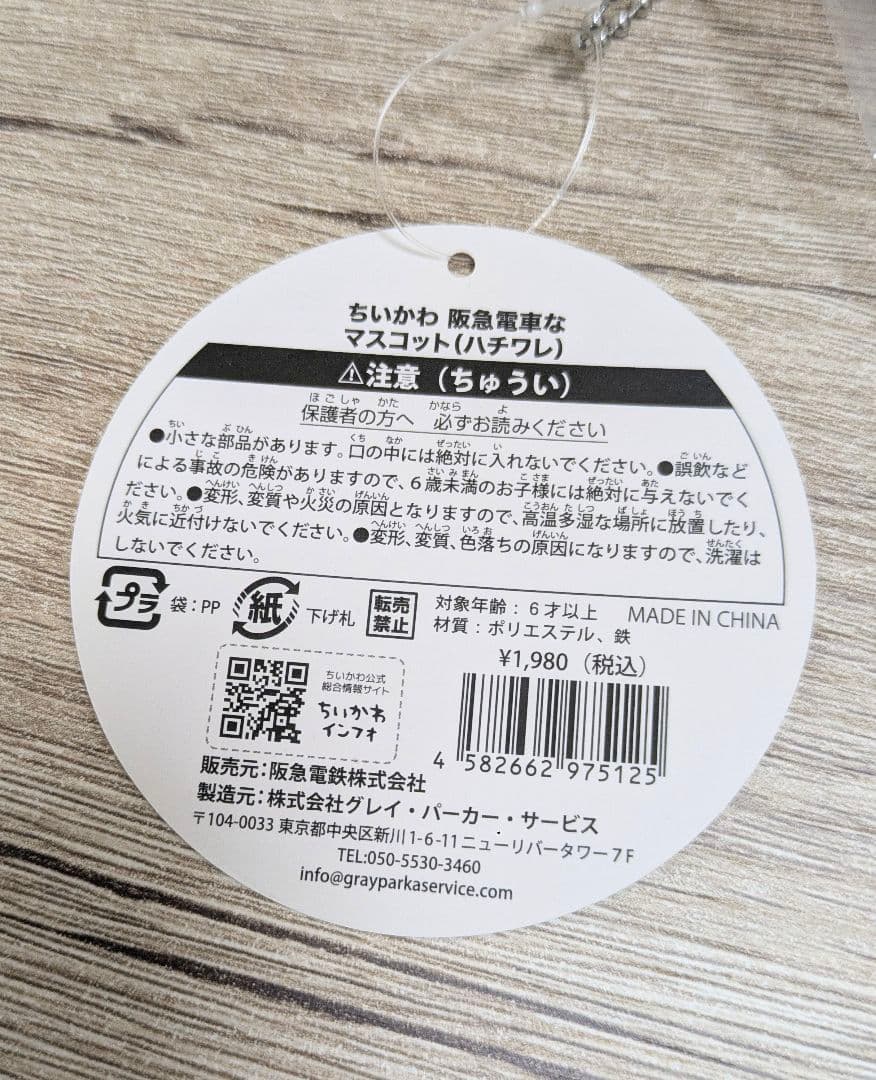 ちいかわ 阪急電車な
マスコット(ハチワレ)
⚠注意（ちゅうい）
保護者の方へ 必ずお読みください
●小さな部品があります。口の中には絶対に入れないでください。●誤飲など
による事故の危険がありますので、6歳未満のお子様には絶対に与えないでく
ださい。●変形、変質や火災の原因となりますので、高温多湿な場所に放置したり、
火気に近付けないでください。●変形、変質、色落ちの原因になりますので、洗濯は
しないでください。
プラ 袋:PP 紙 下げ札 転売禁止
対象年齢：6才以上 MADE IN CHINA
材質：ポリエステル、鉄
¥1,980（税込）
ちいかわ公式
総合情報サイト
ちいかわ
インフォ
4 582662 975125
販売元:阪急電鉄株式会社
製造元:株式会社グレイ・パーカー・サービス
〒104-0033 東京都中央区新川1-6-11ニューリバータワー7F
TEL:050-5530-3460
info@grayparkaservice.com